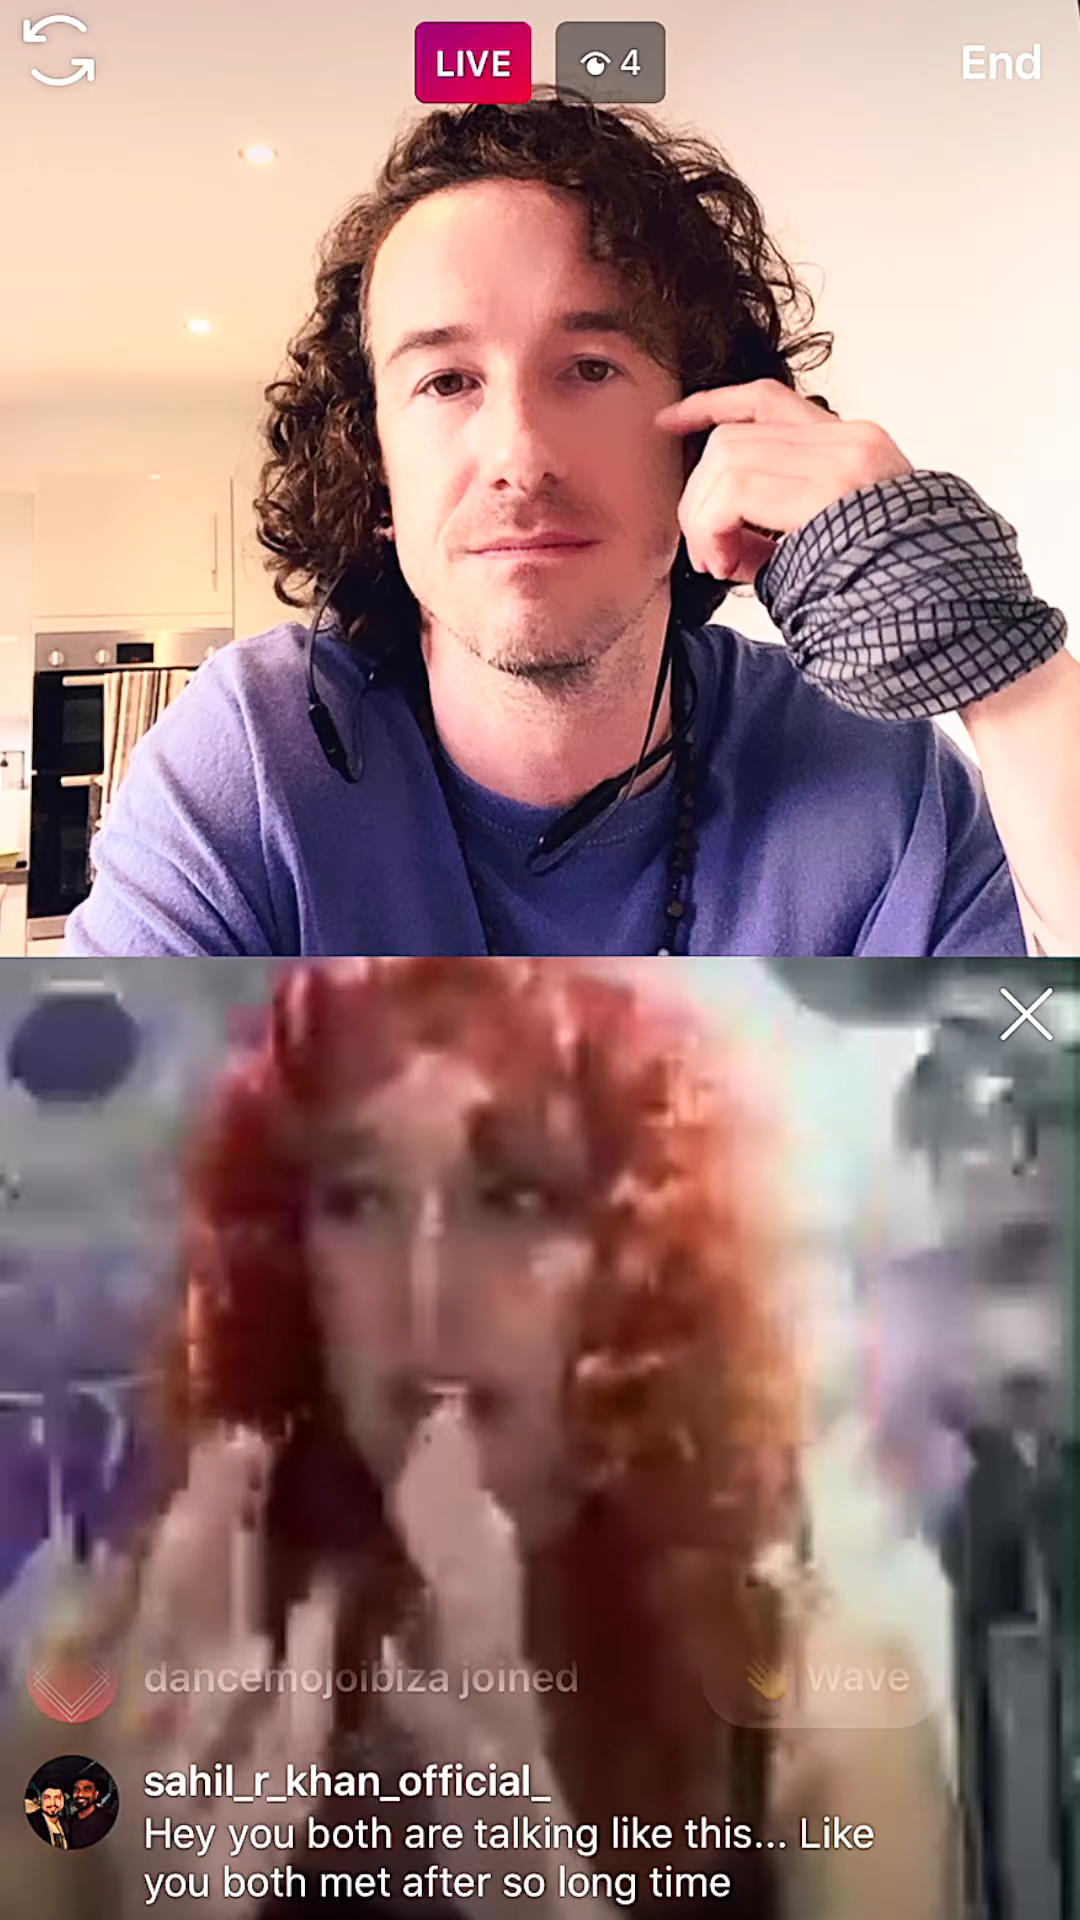 LIVE
4
End
dancemojoibiza joined
Wave
sahil_r_khan_official_
Hey you both are talking like this... Like
you both met after so long time